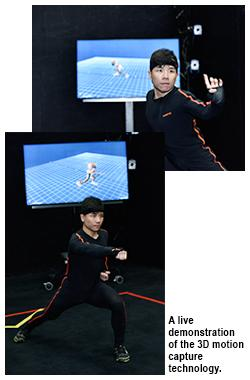 A live
demonstration
of the 3D motion
capture
technology.